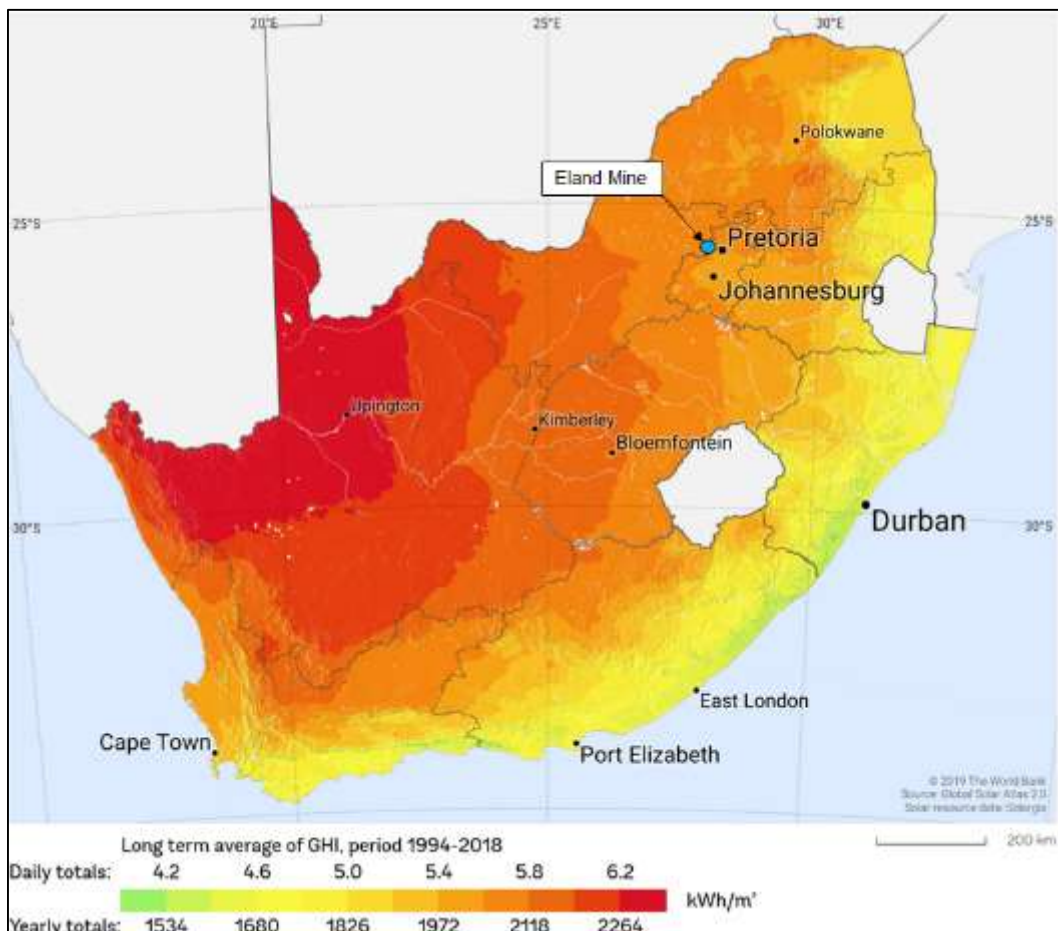 20°E 25°E 30°E
Polokwane
Eland Mine
25°S 25°S
Pretoria
Johannesburg
Upington
Kimberley
Bloemfontein
Durban
30°S 30°S
East London
Cape Town
Port Elizabeth
© 2019 The World Bank
Source: Global Solar Atlas 2.0
Solar resource data: Solargis
200 km
Long term average of GHI, period 1994-2018
Daily totals: 4.2 4.6 5.0 5.4 5.8 6.2
kWh/m²
Yearly totals: 1534 1680 1826 1972 2118 2264